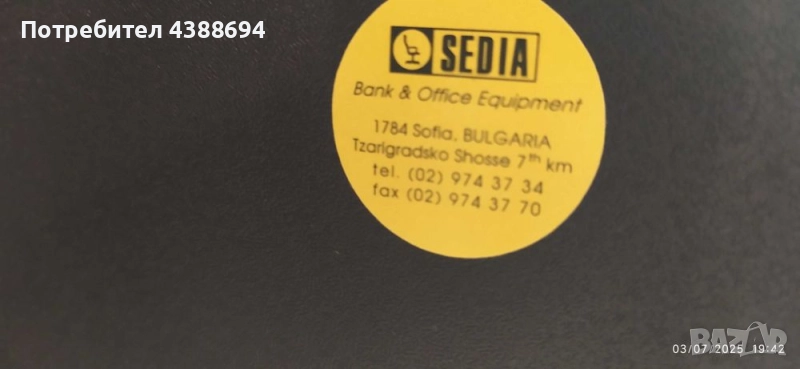 Потребител 4388694
SEDIA
Bank & Office Equipment
1784 Sofia, BULGARIA
Tzarigradsko Shosse 7th km
tel. (02) 974 37 34
fax (02) 974 37 70
BAZAR
03/07/2025 19:42